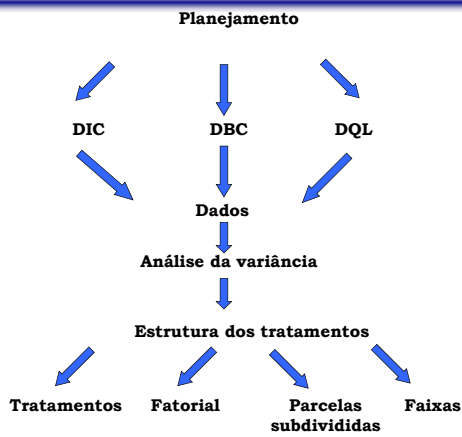 Planejamento
DIC DBC DQL
Dados
Análise da variância
Estrutura dos tratamentos
Tratamentos Fatorial Parcelas Faixas
subdivididas